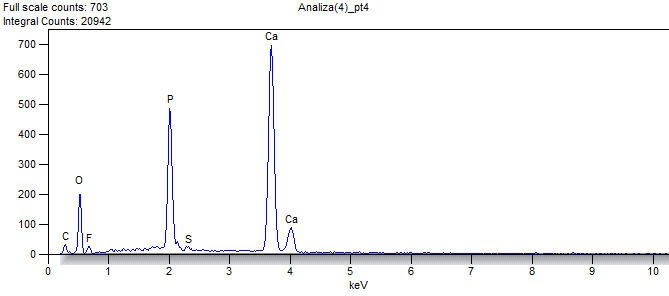 Full scale counts: 703
Analiza(4)_pt4
Integral Counts: 20942
700
600
500
400
300
200
100
0
C
O
F
P
S
Ca
Ca
0 1 2 3 4 5 6 7 8 9 10
keV